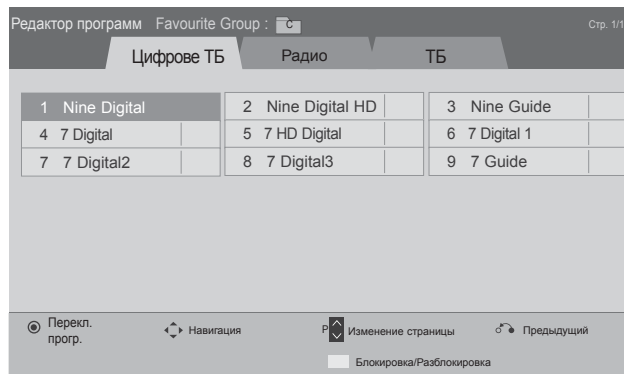 Редактор программ Favourite Group : C Стр. 1/1
Цифрове ТБ Радио ТБ
1 Nine Digital 2 Nine Digital HD 3 Nine Guide
4 7 Digital 5 7 HD Digital 6 7 Digital 1
7 7 Digital2 8 7 Digital3 9 7 Guide
Перекл. прогр. Навигация P Изменение страницы Предыдущий
Блокировка/Разблокировка